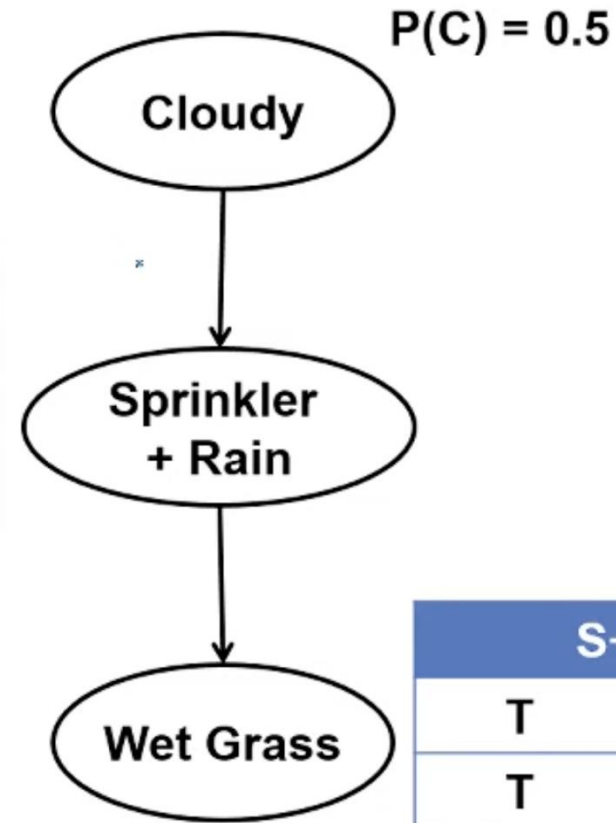 P(C) = 0.5
Cloudy
Sprinkler
+ Rain
Wet Grass
S
T
T